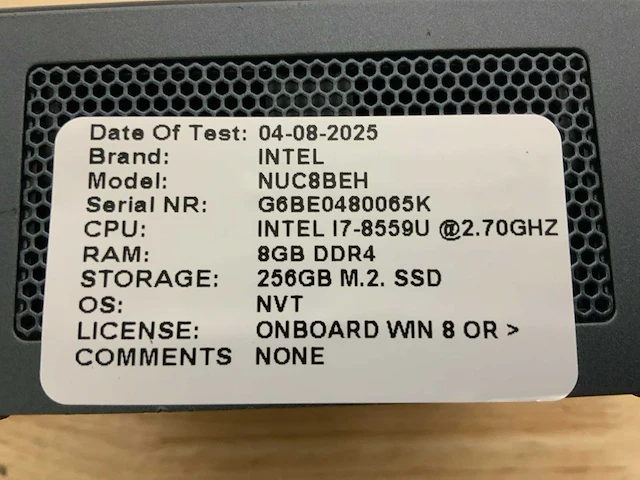 Date Of Test: 04-08-2025
Brand: INTEL
Model: NUC8BEH
Serial NR: G6BE0480065K
CPU: INTEL I7-8559U @2.70GHZ
RAM: 8GB DDR4
STORAGE: 256GB M.2. SSD
OS: NVT
LICENSE: ONBOARD WIN 8 OR >
COMMENTS NONE